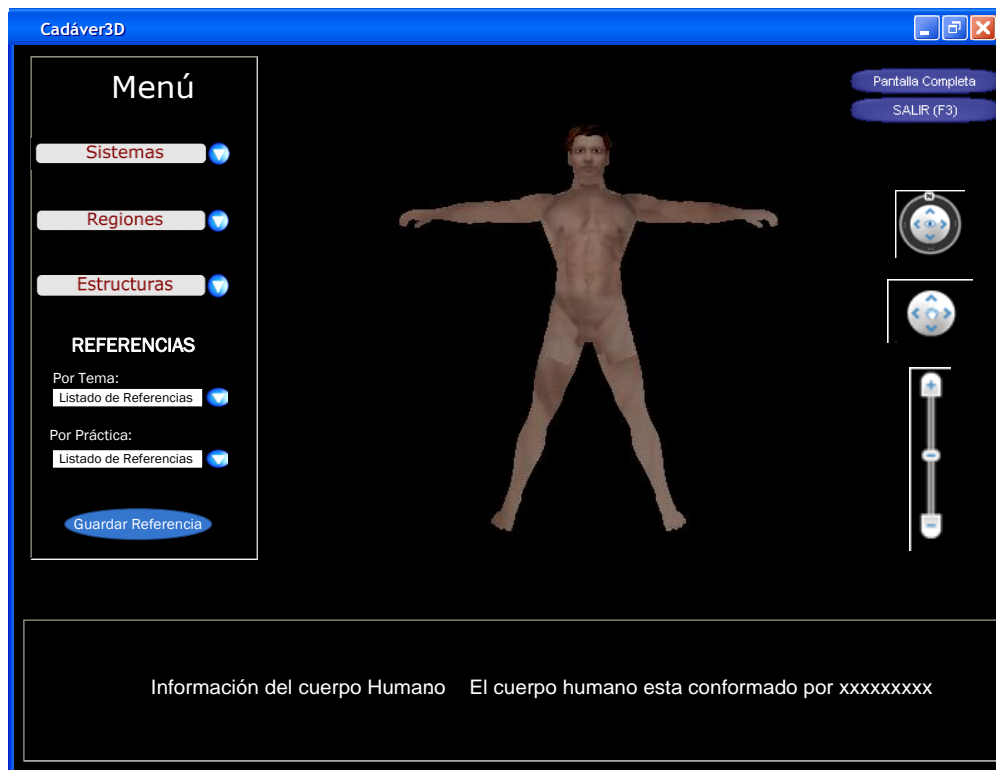 Cadáver3D
Menú
Sistemas
Regiones
Estructuras
REFERENCIAS
Por Tema:
Listado de Referencias
Por Práctica:
Listado de Referencias
Guardar Referencia
Pantalla Completa
SALIR (F3)
N
Información del cuerpo Humano El cuerpo humano esta conformado por xxxxxxxxx